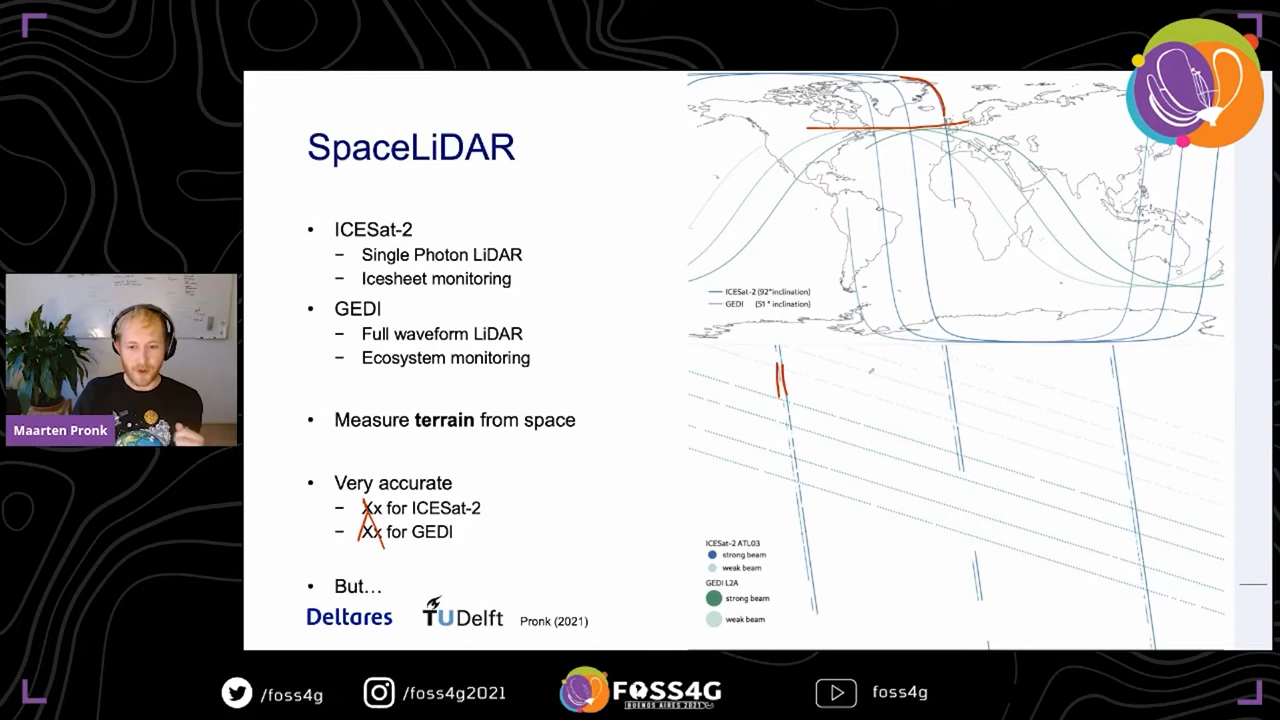 SpaceLiDAR
• ICESat-2
– Single Photon LiDAR
– Icesheet monitoring
• GEDI
– Full waveform LiDAR
– Ecosystem monitoring
• Measure terrain from space
• Very accurate
– Xx for ICESat-2
– Xx for GEDI
• But...
Deltares
TUDelft
Pronk (2021)
ICESat-2 (92°inclination)
GEDI (51 ° inclination)
ICESat-2 ATL03
strong beam
weak beam
GEDI L2A
strong beam
weak beam
Maarten Pronk
/foss4g
/foss4g2021
FOSS4G
BUENOS AIRES 2021
foss4g